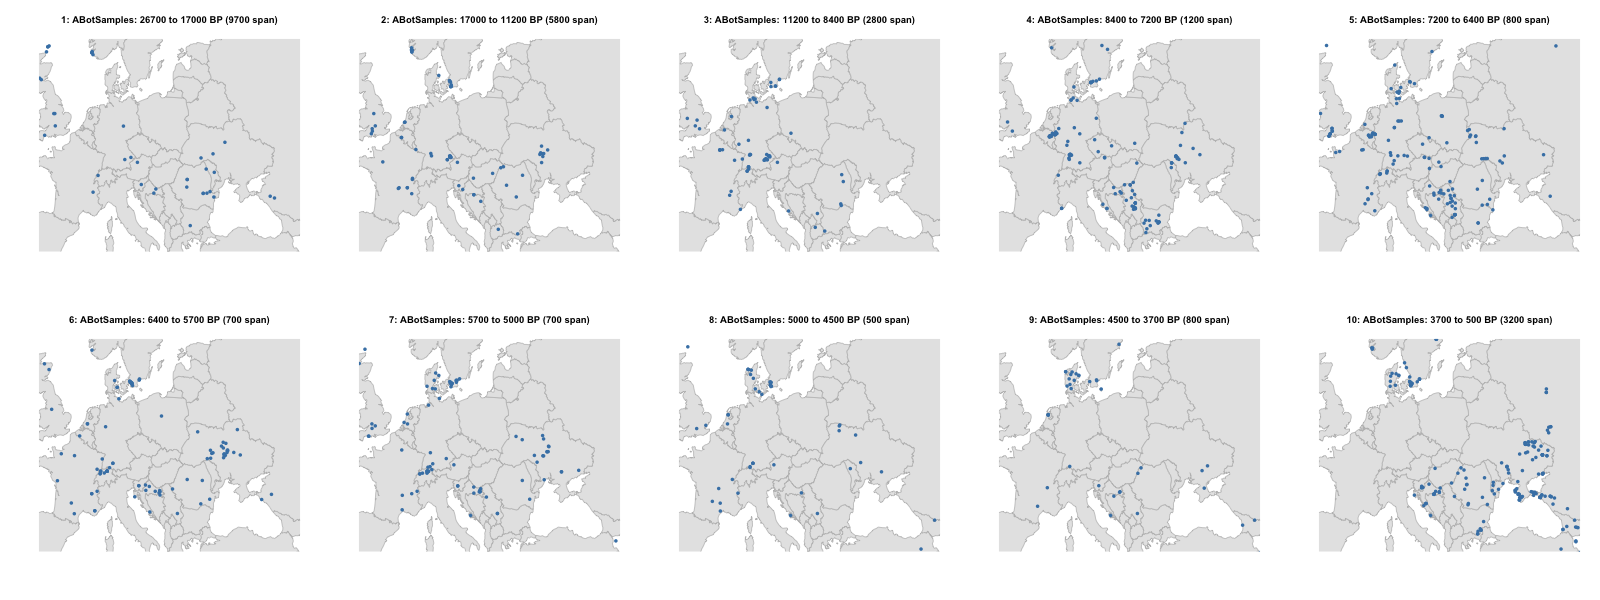 1: ABotSamples: 26700 to 17000 BP (9700 span)
2: ABotSamples: 17000 to 11200 BP (5800 span)
3: ABotSamples: 11200 to 8400 BP (2800 span)
4: ABotSamples: 8400 to 7200 BP (1200 span)
5: ABotSamples: 7200 to 6400 BP (800 span)
6: ABotSamples: 6400 to 5700 BP (700 span)
7: ABotSamples: 5700 to 5000 BP (700 span)
8: ABotSamples: 5000 to 4500 BP (500 span)
9: ABotSamples: 4500 to 3700 BP (800 span)
10: ABotSamples: 3700 to 500 BP (3200 span)